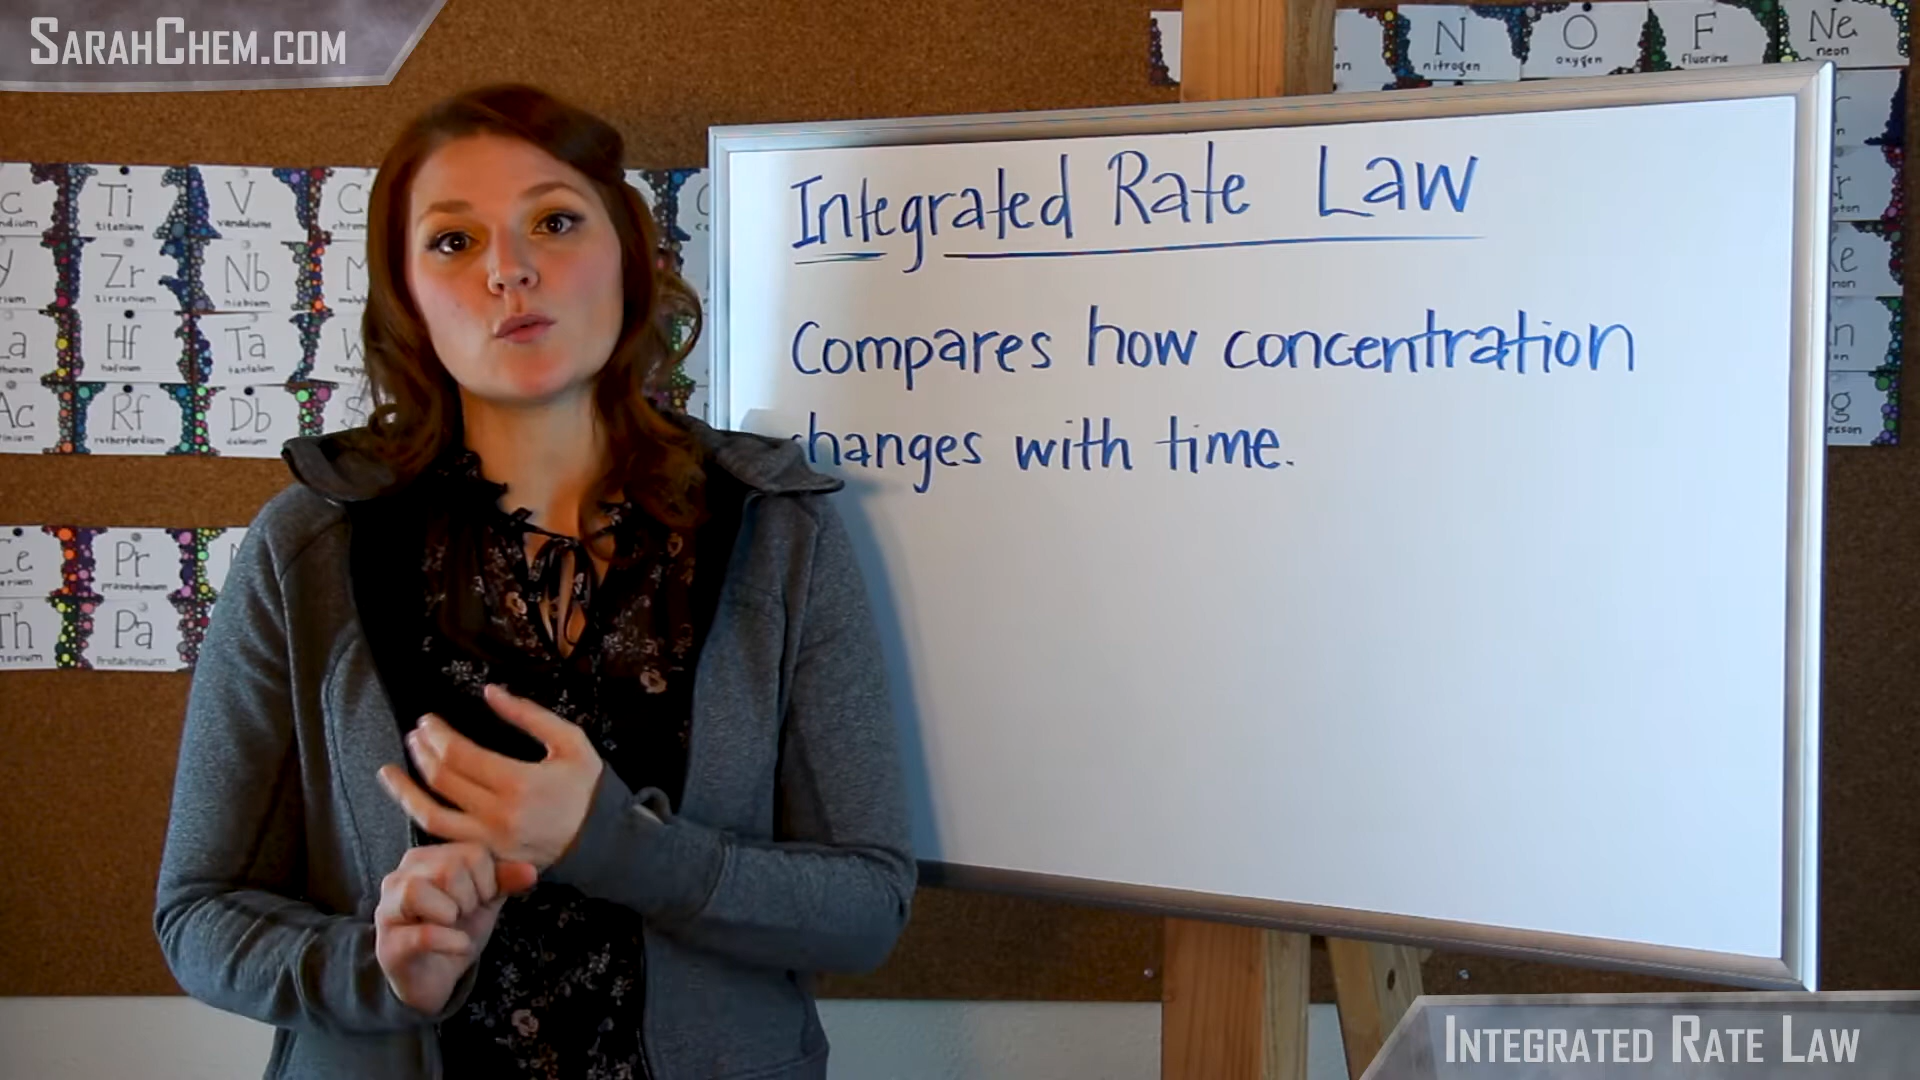 SARAHCHEM.COM
N
nitrogen
O
oxygen
F
fluorine
Ne
neon
Integrated Rate Law
Compares how concentration
changes with time.
Ti
titanium
V
vanadium
Zr
zirconium
Nb
niobium
Hf
hafnium
Ta
tantalum
Ac
Rf
rutherfordium
Db
dubnium
Ce
Pr
praseodymium
Th
Pa
Protactinium
INTEGRATED RATE LAW